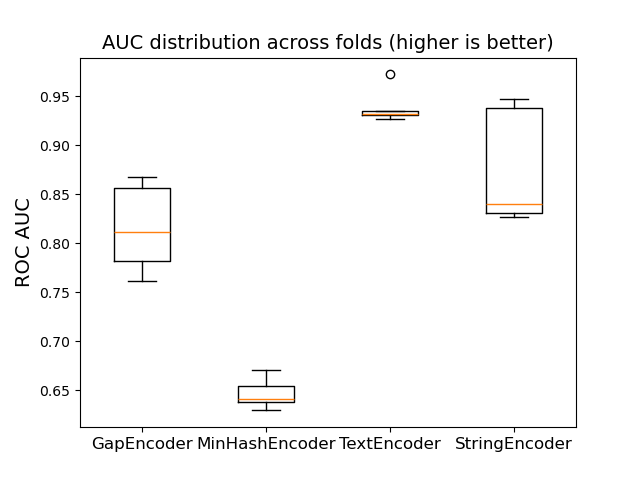 AUC distribution across folds (higher is better)
ROC AUC
0.95
0.90
0.85
0.80
0.75
0.70
0.65
GapEncoder MinHashEncoder TextEncoder StringEncoder